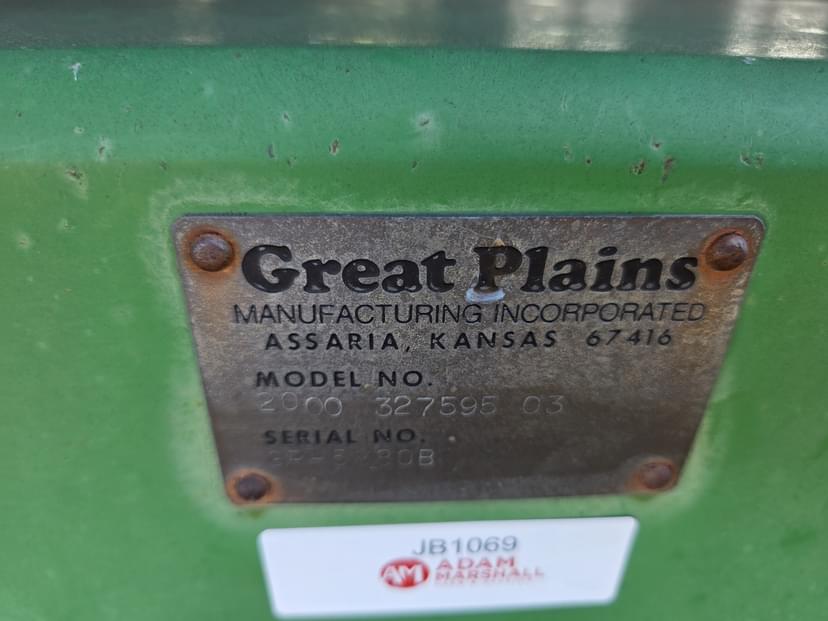 Great Plains
MANUFACTURING INCORPORATED
ASSARIA, KANSAS 67416
MODEL NO.
2000 327595 03
SERIAL NO.
JB1069
AM ADAM
MARSHALL